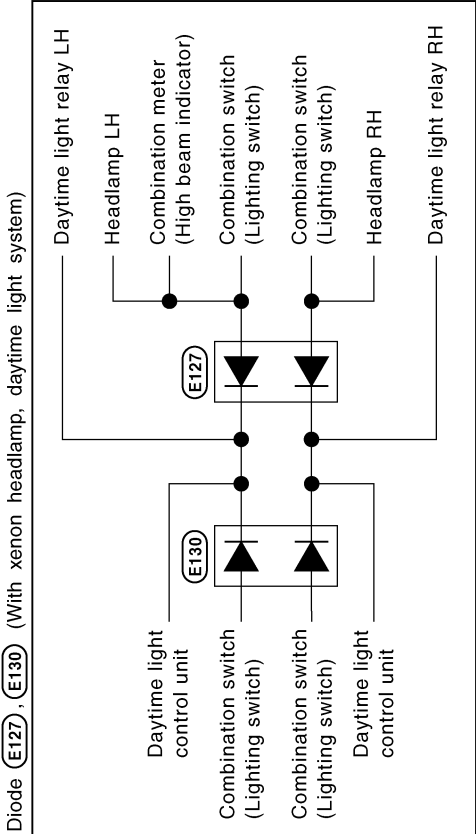 Diode E127 , E130 (With xenon headlamp, daytime light system)
Daytime light relay LH
Headlamp LH
Combination meter
(High beam indicator)
Combination switch
(Lighting switch)
Combination switch
(Lighting switch)
Headlamp RH
Daytime light relay RH
E127
E130
Daytime light
control unit
Combination switch
(Lighting switch)
Combination switch
(Lighting switch)
Daytime light
control unit